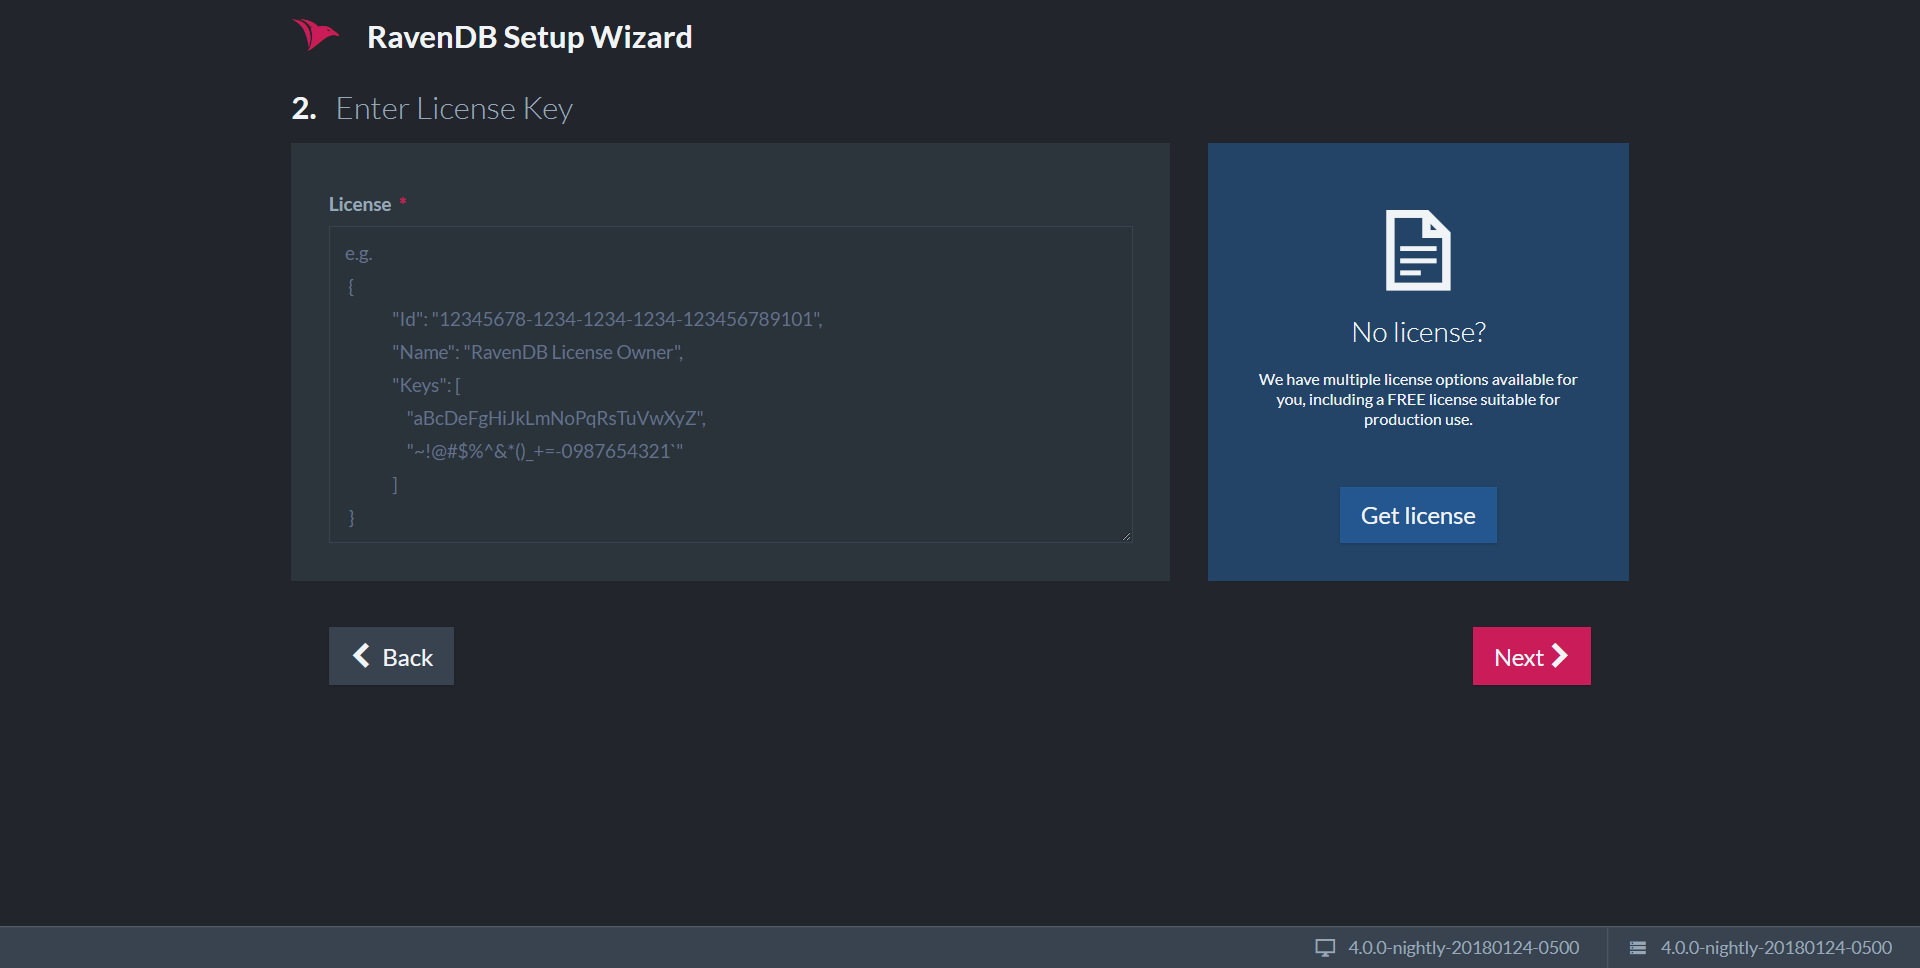 RavenDB Setup Wizard
2. Enter License Key
License *
e.g.
{
"Id": "12345678-1234-1234-1234-123456789101",
"Name": "RavenDB License Owner",
"Keys": [
"aBcDeFgHiJkLmNoPqRsTuVwXyZ",
"~!@#$%^&*()_+=-0987654321`"
]
}
No license?
We have multiple license options available for
you, including a FREE license suitable for
production use.
Get license
Back
Next
4.0.0-nightly-20180124-0500
4.0.0-nightly-20180124-0500